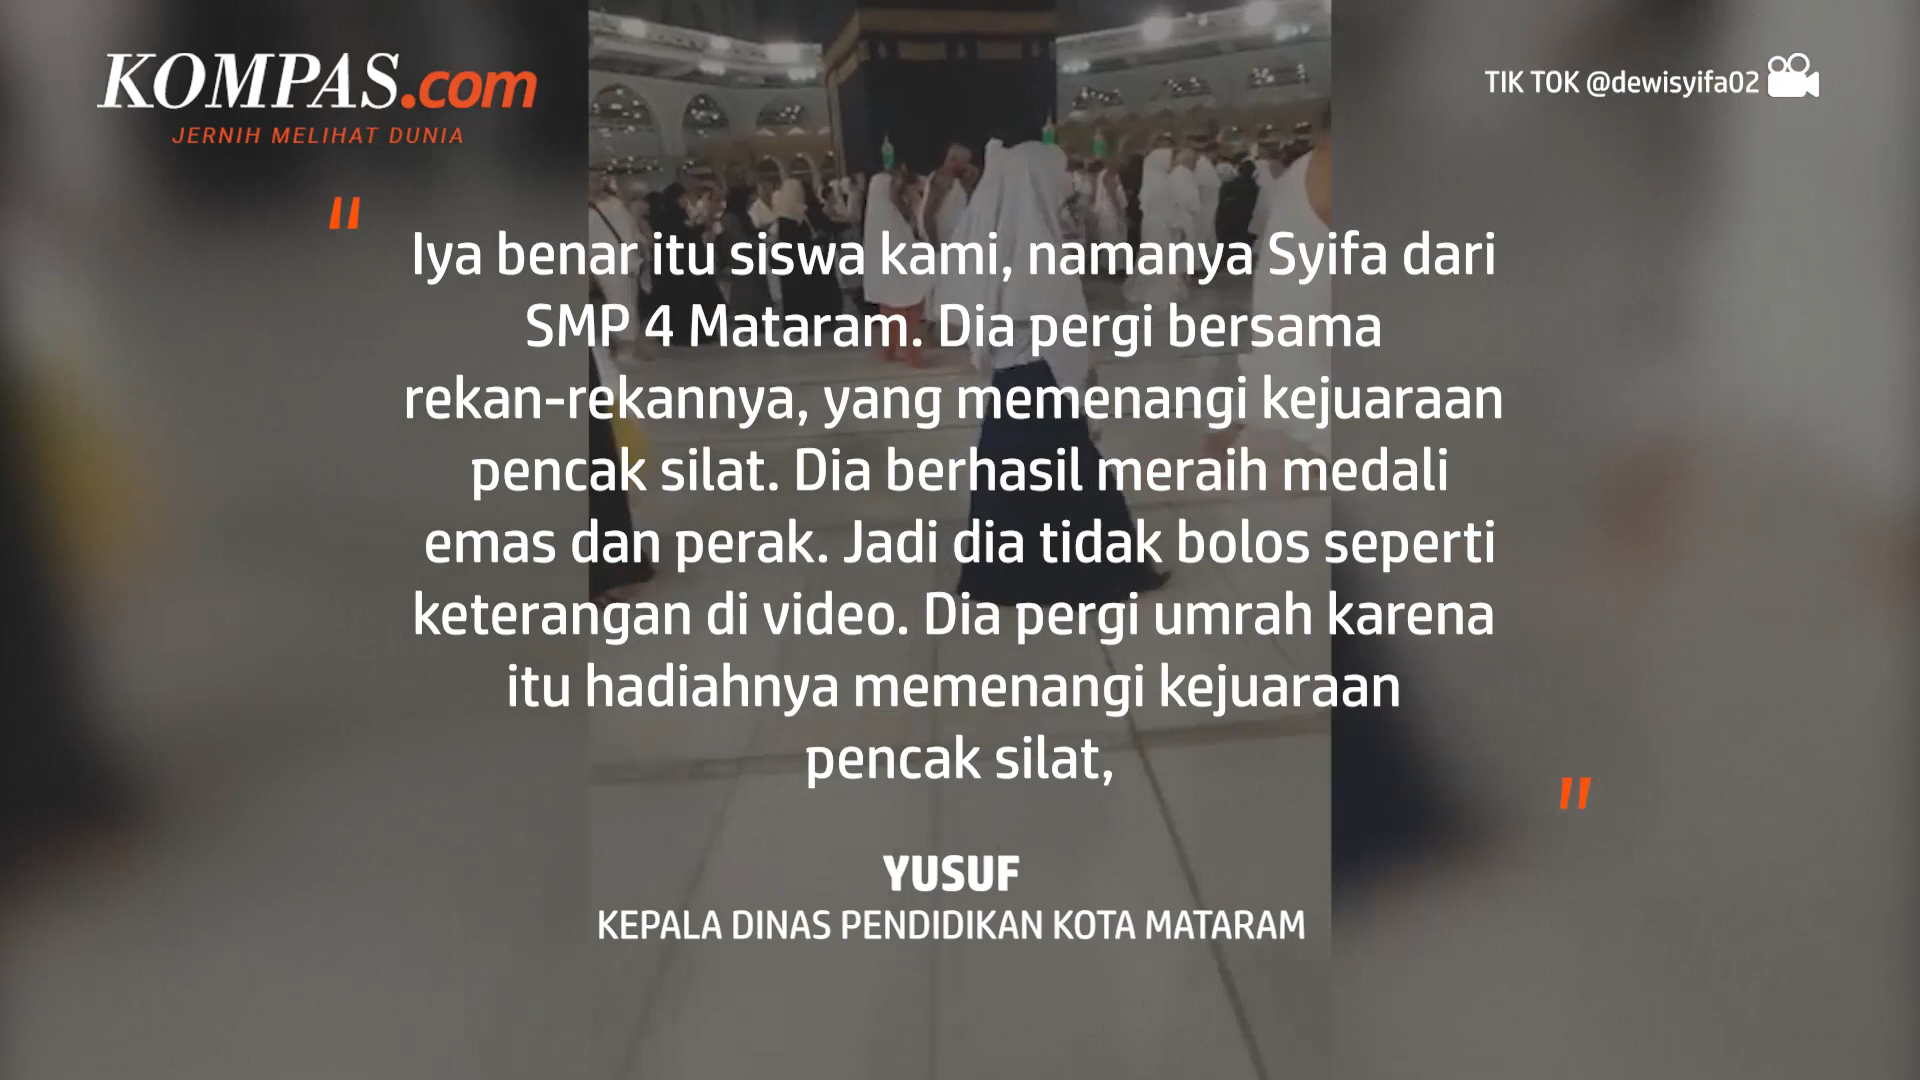 KOMPAS.com
JERNIH MELIHAT DUNIA
TIK TOK @dewisyifa02
"
Iya benar itu siswa kami, namanya Syifa dari
SMP 4 Mataram. Dia pergi bersama
rekan-rekannya, yang memenangi kejuaraan
pencak silat. Dia berhasil meraih medali
emas dan perak. Jadi dia tidak bolos seperti
keterangan di video. Dia pergi umrah karena
itu hadiahnya memenangi kejuaraan
pencak silat,
"
YUSUF
KEPALA DINAS PENDIDIKAN KOTA MATARAM